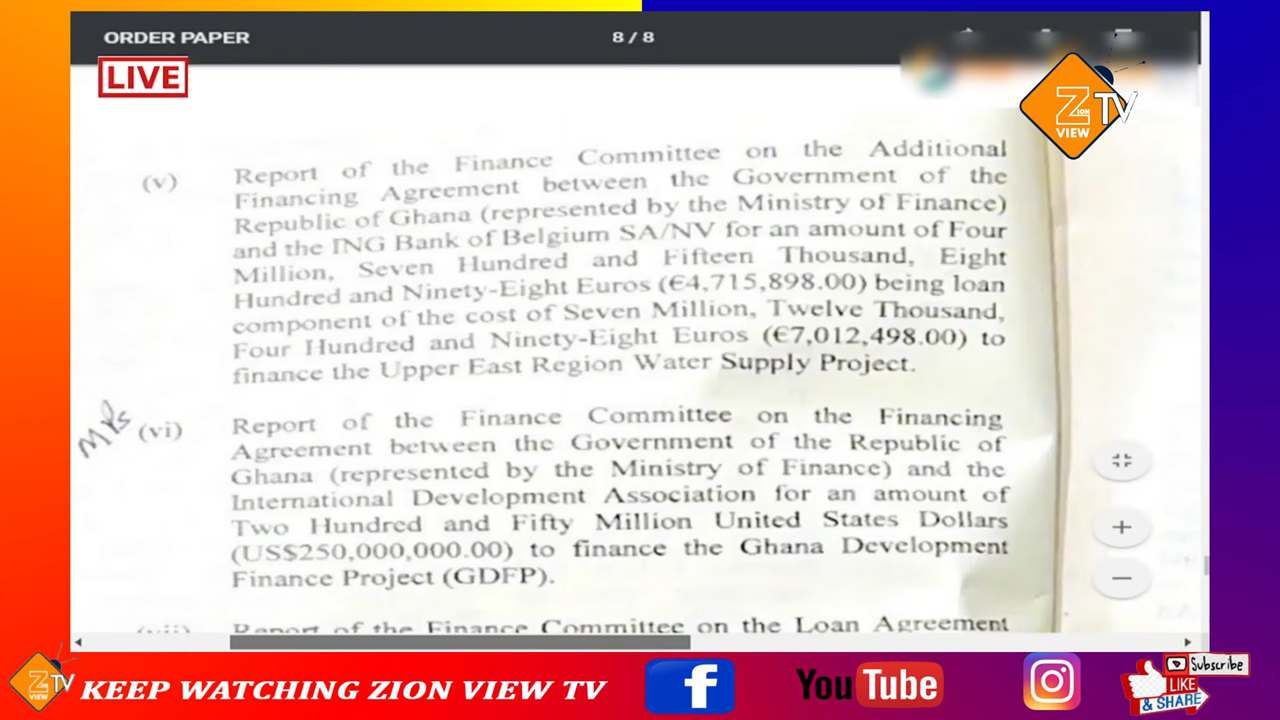 ORDER PAPER
8 / 8
LIVE
Z
ION
TV
VIEW
(v) Report of the Finance Committee on the Additional
Financing Agreement between the Government of the
Republic of Ghana (represented by the Ministry of Finance)
and the ING Bank of Belgium SA/NV for an amount of Four
Million, Seven Hundred and Fifteen Thousand, Eight
Hundred and Ninety-Eight Euros (€4,715,898.00) being loan
component of the cost of Seven Million, Twelve Thousand,
Four Hundred and Ninety-Eight Euros (€7,012,498.00) to
finance the Upper East Region Water Supply Project.
(vi) Report of the Finance Committee on the Financing
Agreement between the Government of the Republic of
Ghana (represented by the Ministry of Finance) and the
International Development Association for an amount of
Two Hundred and Fifty Million United States Dollars
(US$250,000,000.00) to finance the Ghana Development
Finance Project (GDFP).
(vii) Report of the Finance Committee on the Loan Agreement
Z
TV
VIEW
KEEP WATCHING ZION VIEW TV
f
YouTube
Subscribe
LIKE
& SHARE